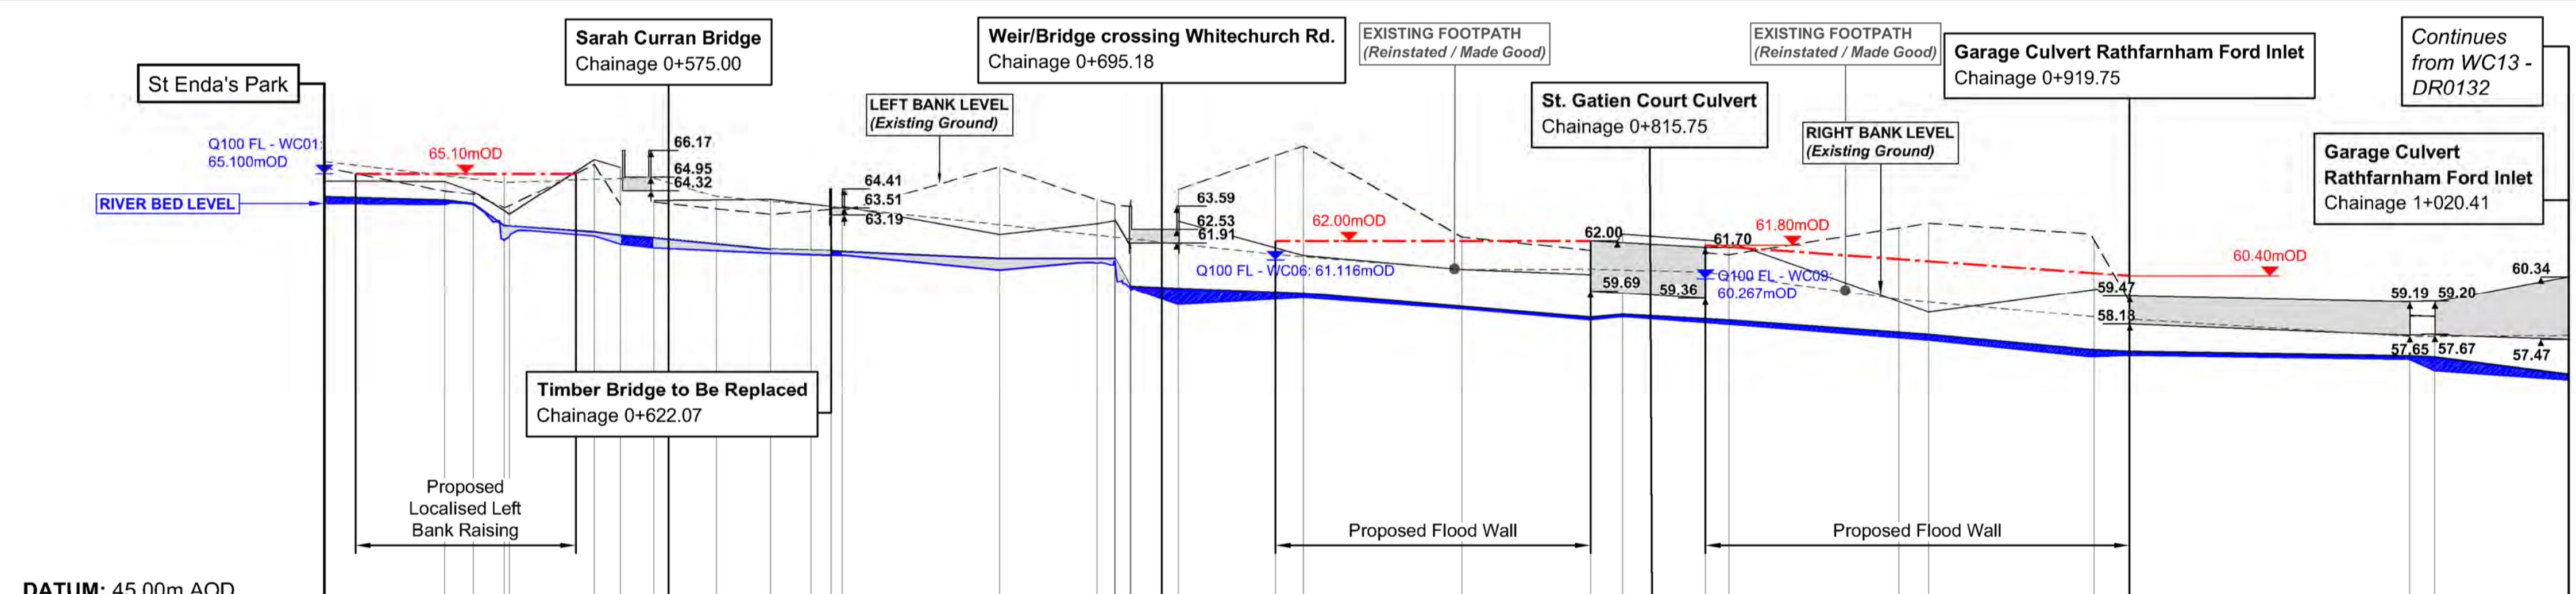 St Enda's Park
Q100 FL - WC01:
65.100mOD
RIVER BED LEVEL
65.10mOD
Sarah Curran Bridge
Chainage 0+575.00
66.17
64.95
64.32
Timber Bridge to Be Replaced
Chainage 0+622.07
64.41
63.51
63.19
LEFT BANK LEVEL
(Existing Ground)
Weir/Bridge crossing Whitechurch Rd.
Chainage 0+695.18
63.59
62.53
61.91
Q100 FL - WC06: 61.116mOD
62.00mOD
EXISTING FOOTPATH
(Reinstated / Made Good)
St. Gatien Court Culvert
Chainage 0+815.75
62.00
61.70
59.69
59.36
Q100 FL - WC09:
60.267mOD
61.80mOD
EXISTING FOOTPATH
(Reinstated / Made Good)
RIGHT BANK LEVEL
(Existing Ground)
Garage Culvert Rathfarnham Ford Inlet
Chainage 0+919.75
59.47
58.18
60.40mOD
Continues
from WC13 -
DR0132
Garage Culvert
Rathfarnham Ford Inlet
Chainage 1+020.41
60.34
59.19
59.20
57.65
57.67
57.47
Proposed
Localised Left
Bank Raising
Proposed Flood Wall
Proposed Flood Wall
DATUM: 45.00m AOD